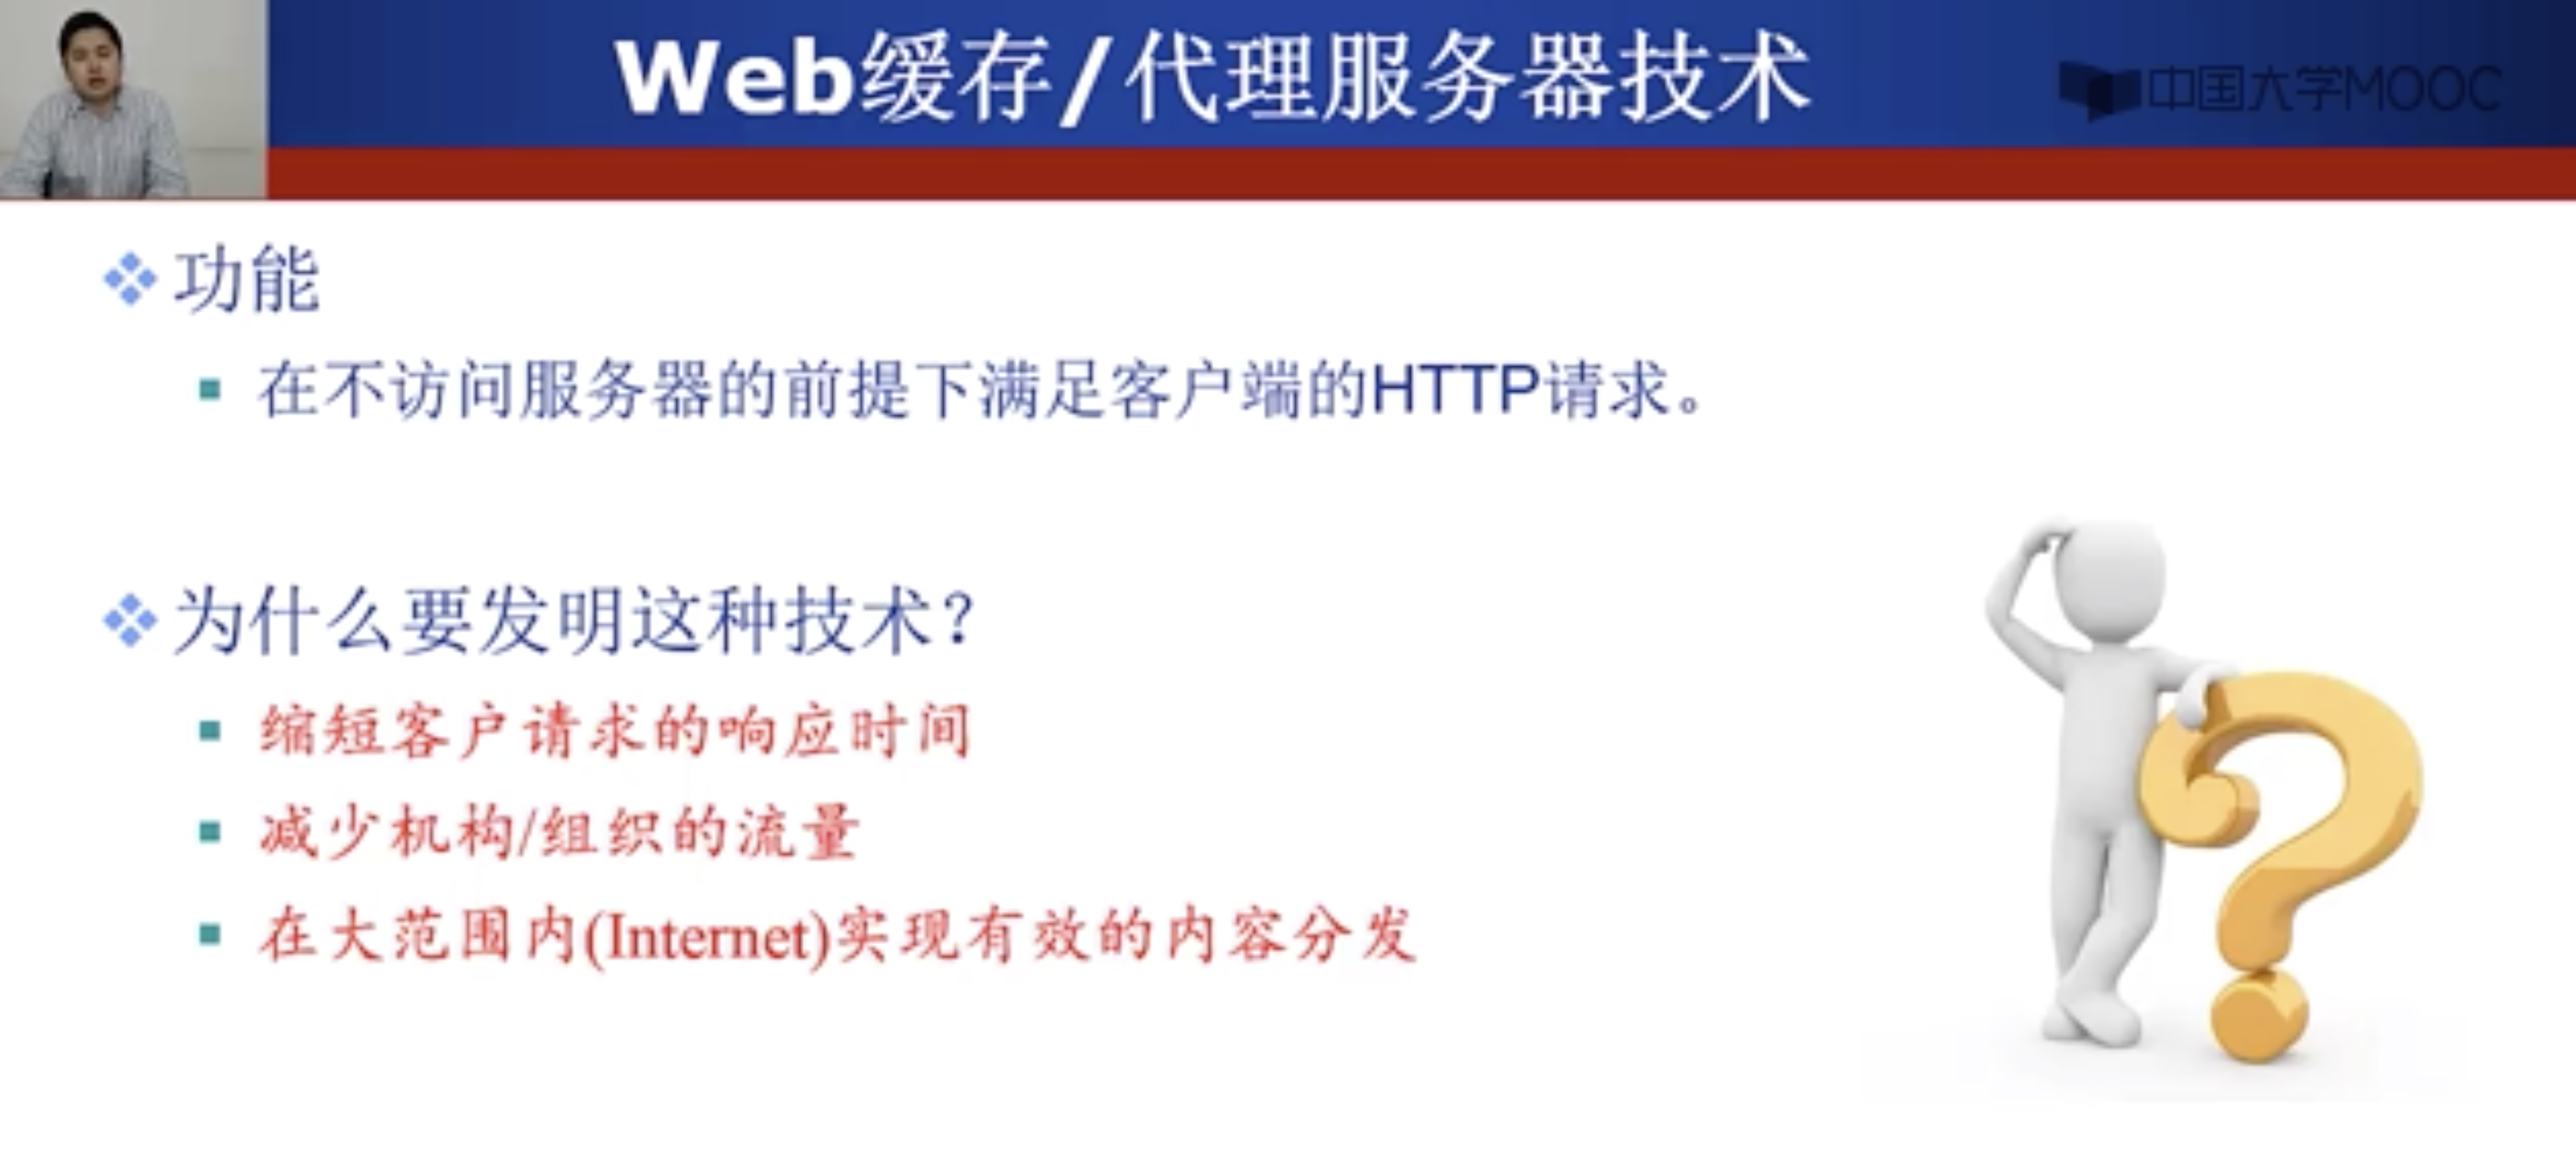 Web缓存/代理服务器技术
中国大学MOOC
功能
在不访问服务器的前提下满足客户端的HTTP请求。
为什么要发明这种技术？
缩短客户请求的响应时间
减少机构/组织的流量
在大范围内(Internet)实现有效的内容分发